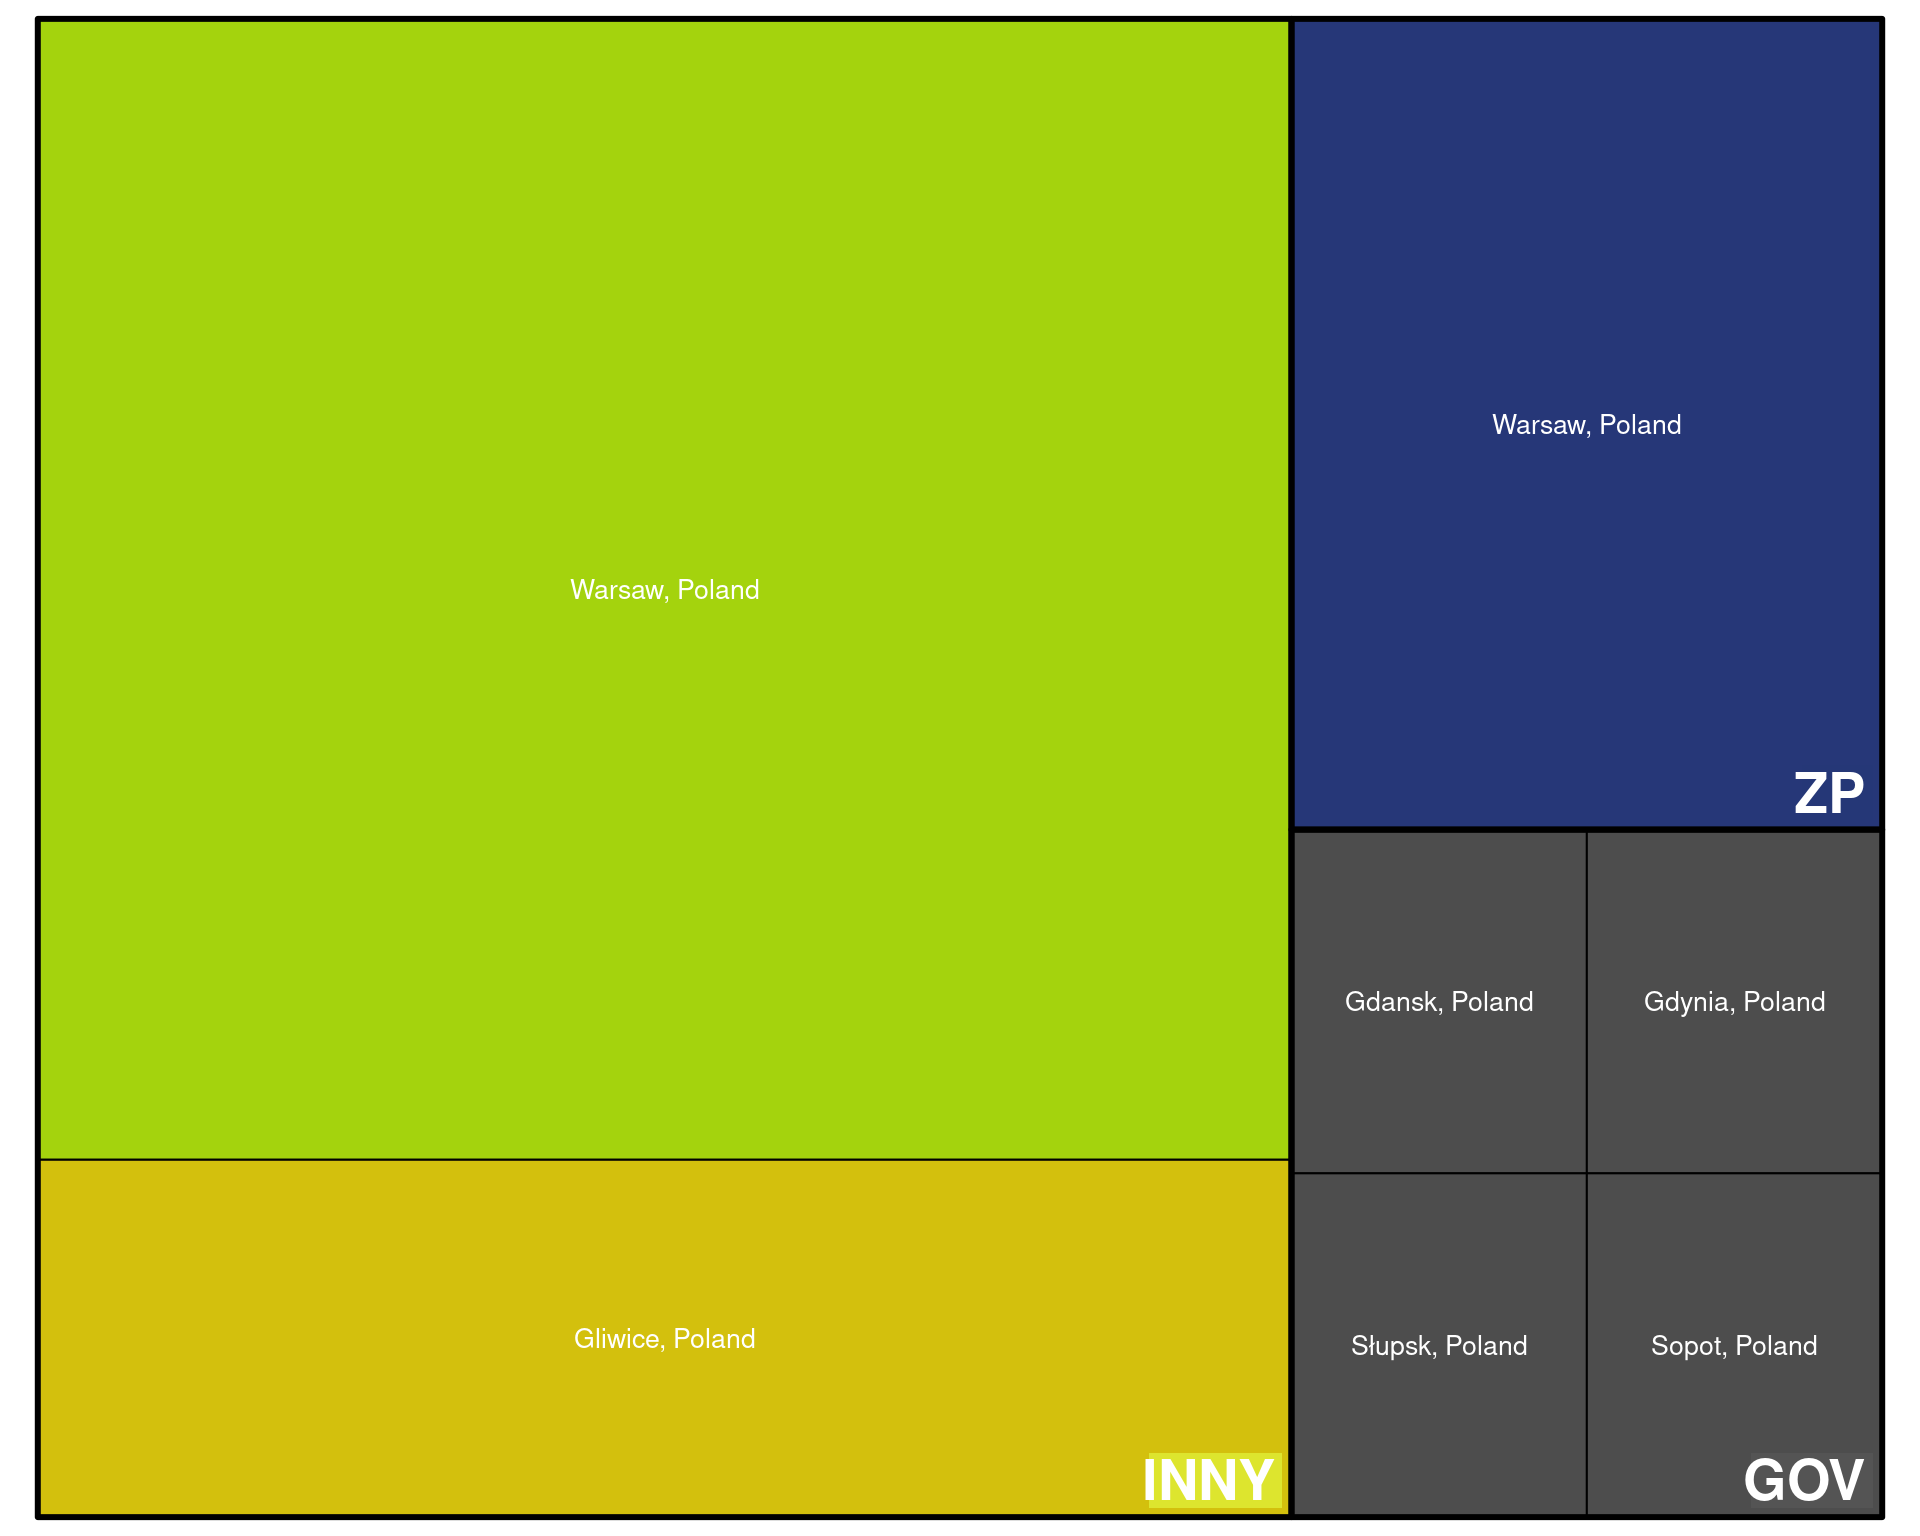 Warsaw, Poland
Gliwice, Poland
INNY
Warsaw, Poland
ZP
Gdansk, Poland
Gdynia, Poland
Słupsk, Poland
Sopot, Poland
GOV